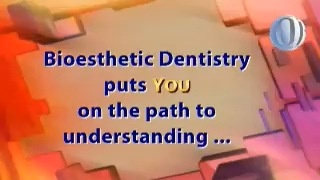 Bioesthetic Dentistry
puts YOU
on the path to
understanding ...